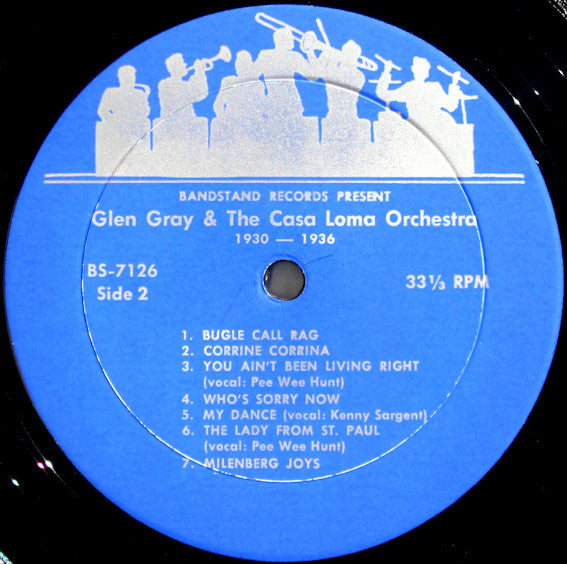 BANDSTAND RECORDS PRESENT
Glen Gray & The Casa Loma Orchestra
1930 — 1936
BS-7126
Side 2
33 1/3 RPM
1. BUGLE CALL RAG
2. CORRINE CORRINA
3. YOU AIN'T BEEN LIVING RIGHT
(vocal: Pee Wee Hunt)
4. WHO'S SORRY NOW
5. MY DANCE (vocal: Kenny Sargent)
6. THE LADY FROM ST. PAUL
(vocal: Pee Wee Hunt)
7. MILENBERG JOYS